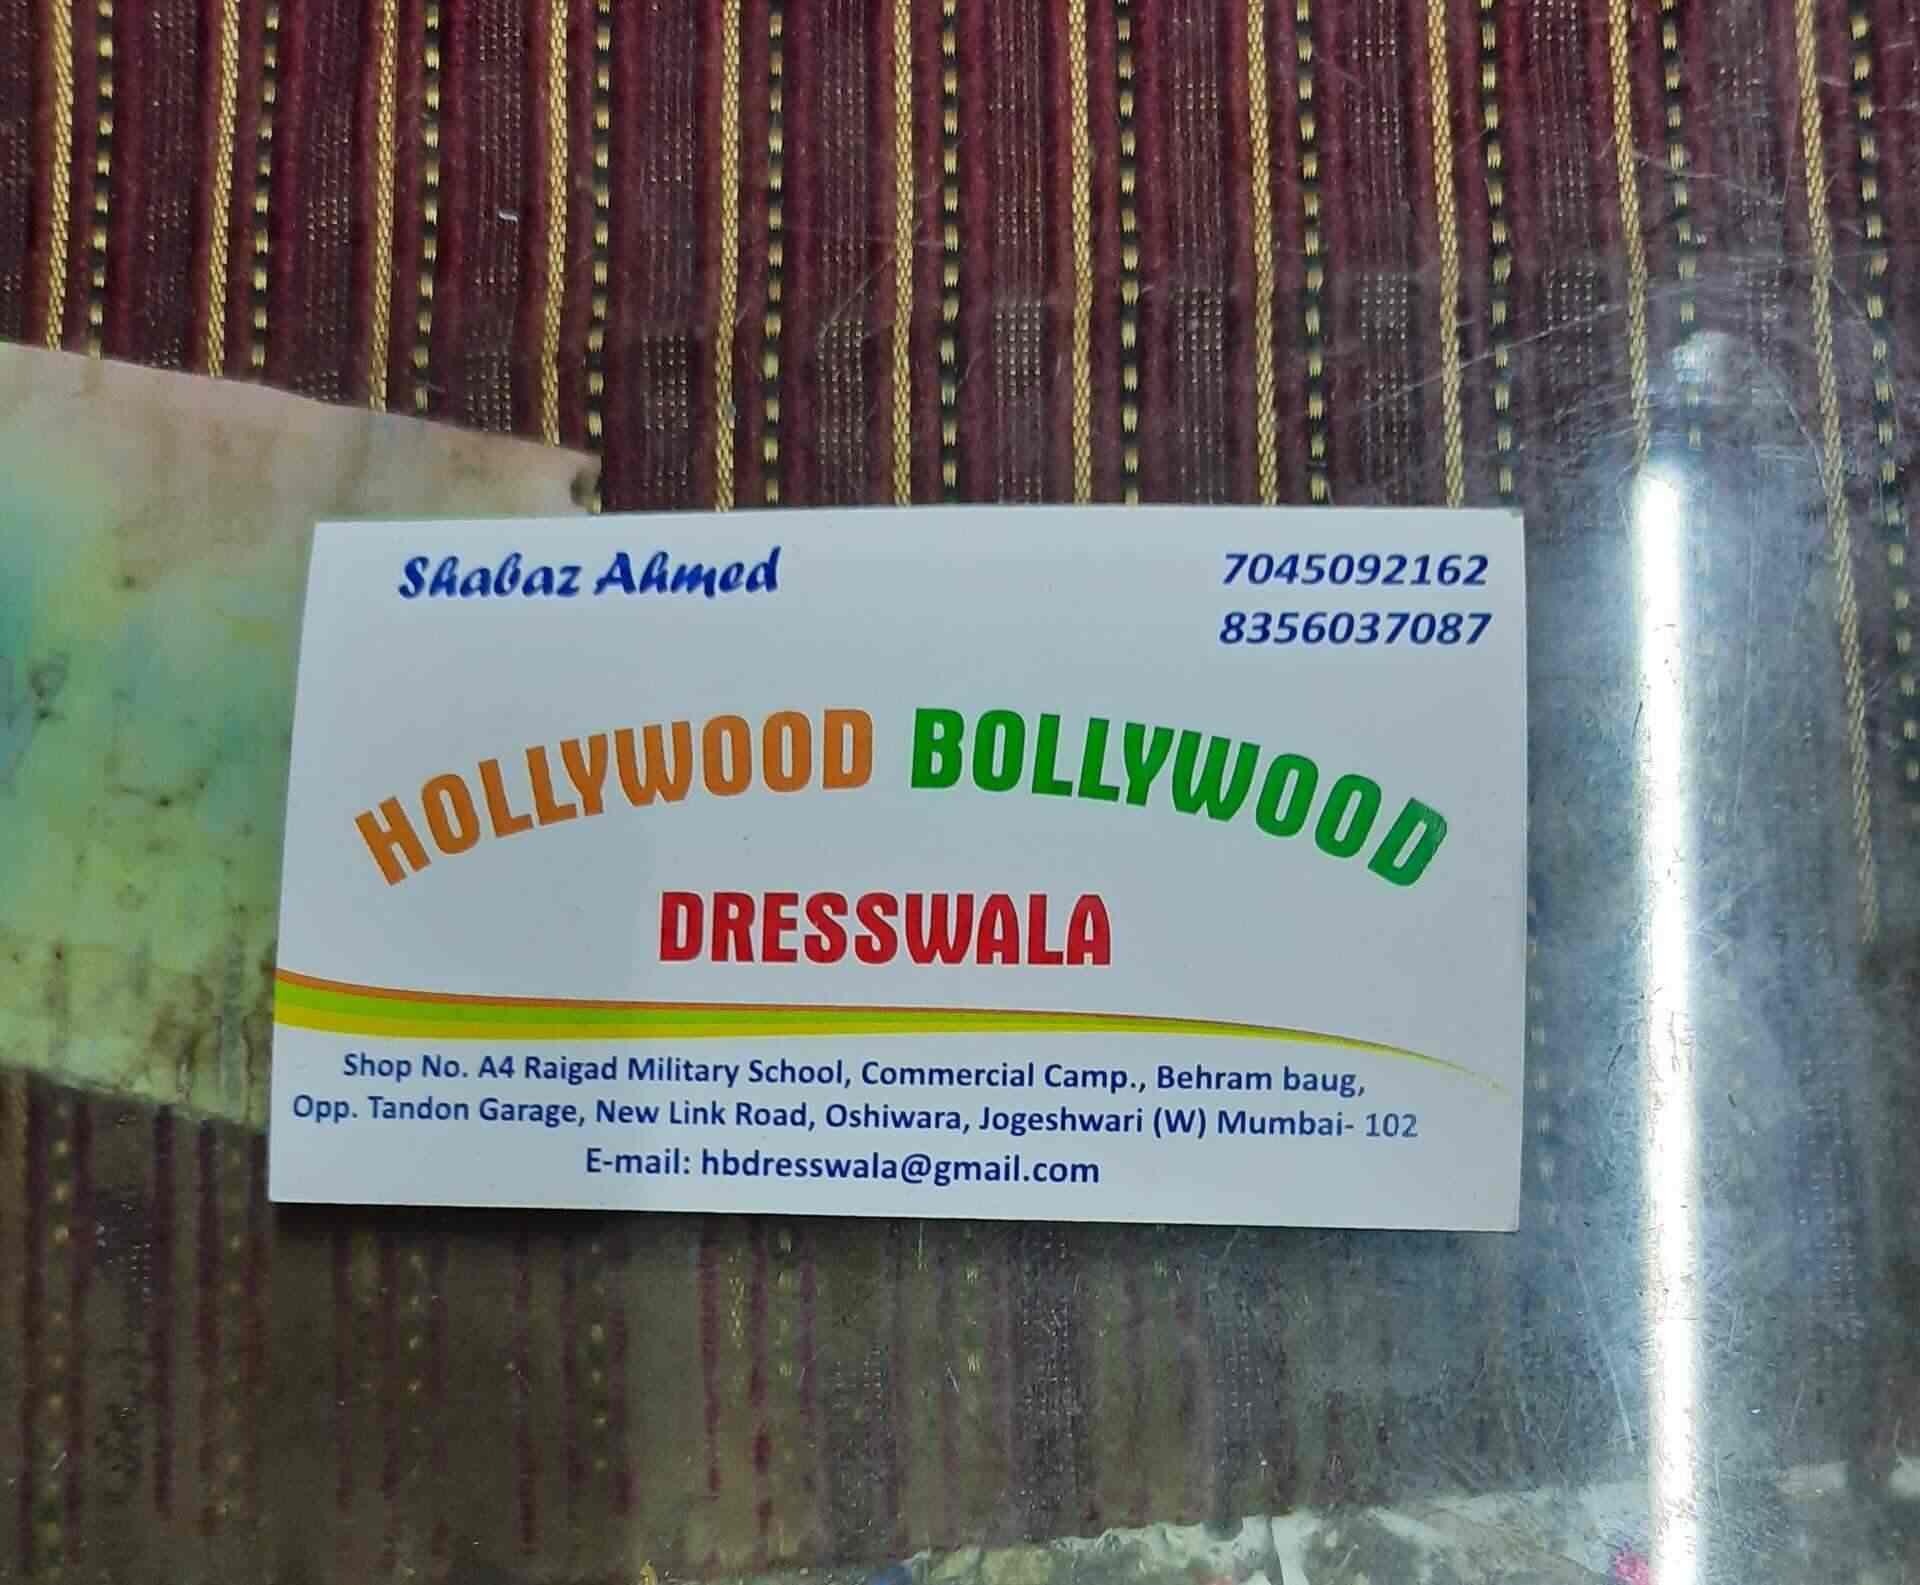 Shabaz Ahmed
7045092162
8356037087
HOLLYWOOD BOLLYWOOD
DRESSWALA
Shop No. A4 Raigad Military School, Commercial Camp., Behram baug,
Opp. Tandon Garage, New Link Road, Oshiwara, Jogeshwari (W) Mumbai- 102
E-mail: hbdresswala@gmail.com